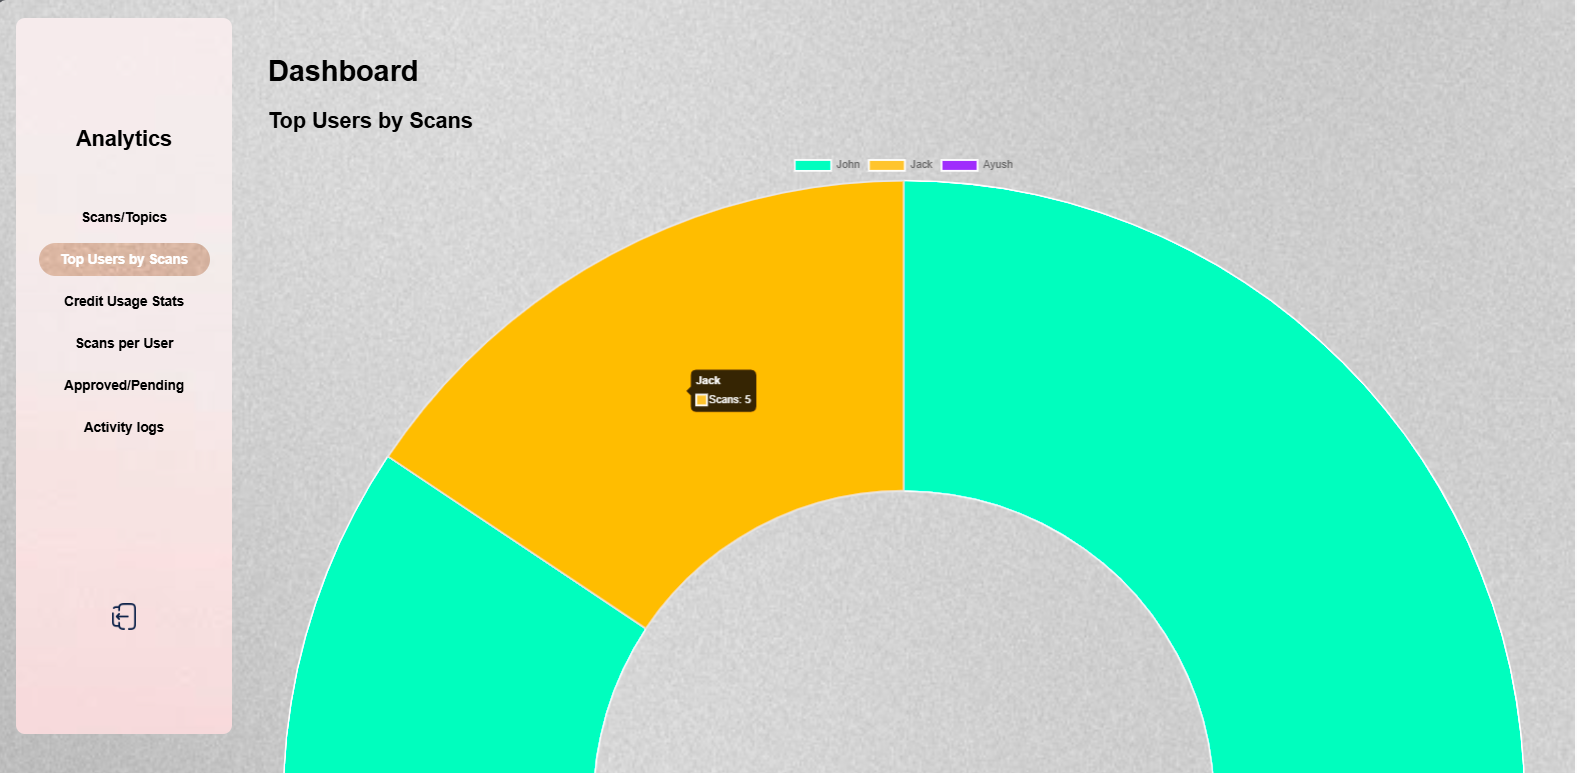 Analytics
Scans/Topics
Top Users by Scans
Credit Usage Stats
Scans per User
Approved/Pending
Activity logs
Dashboard
Top Users by Scans
John Jack Ayush
Jack
Scans: 5